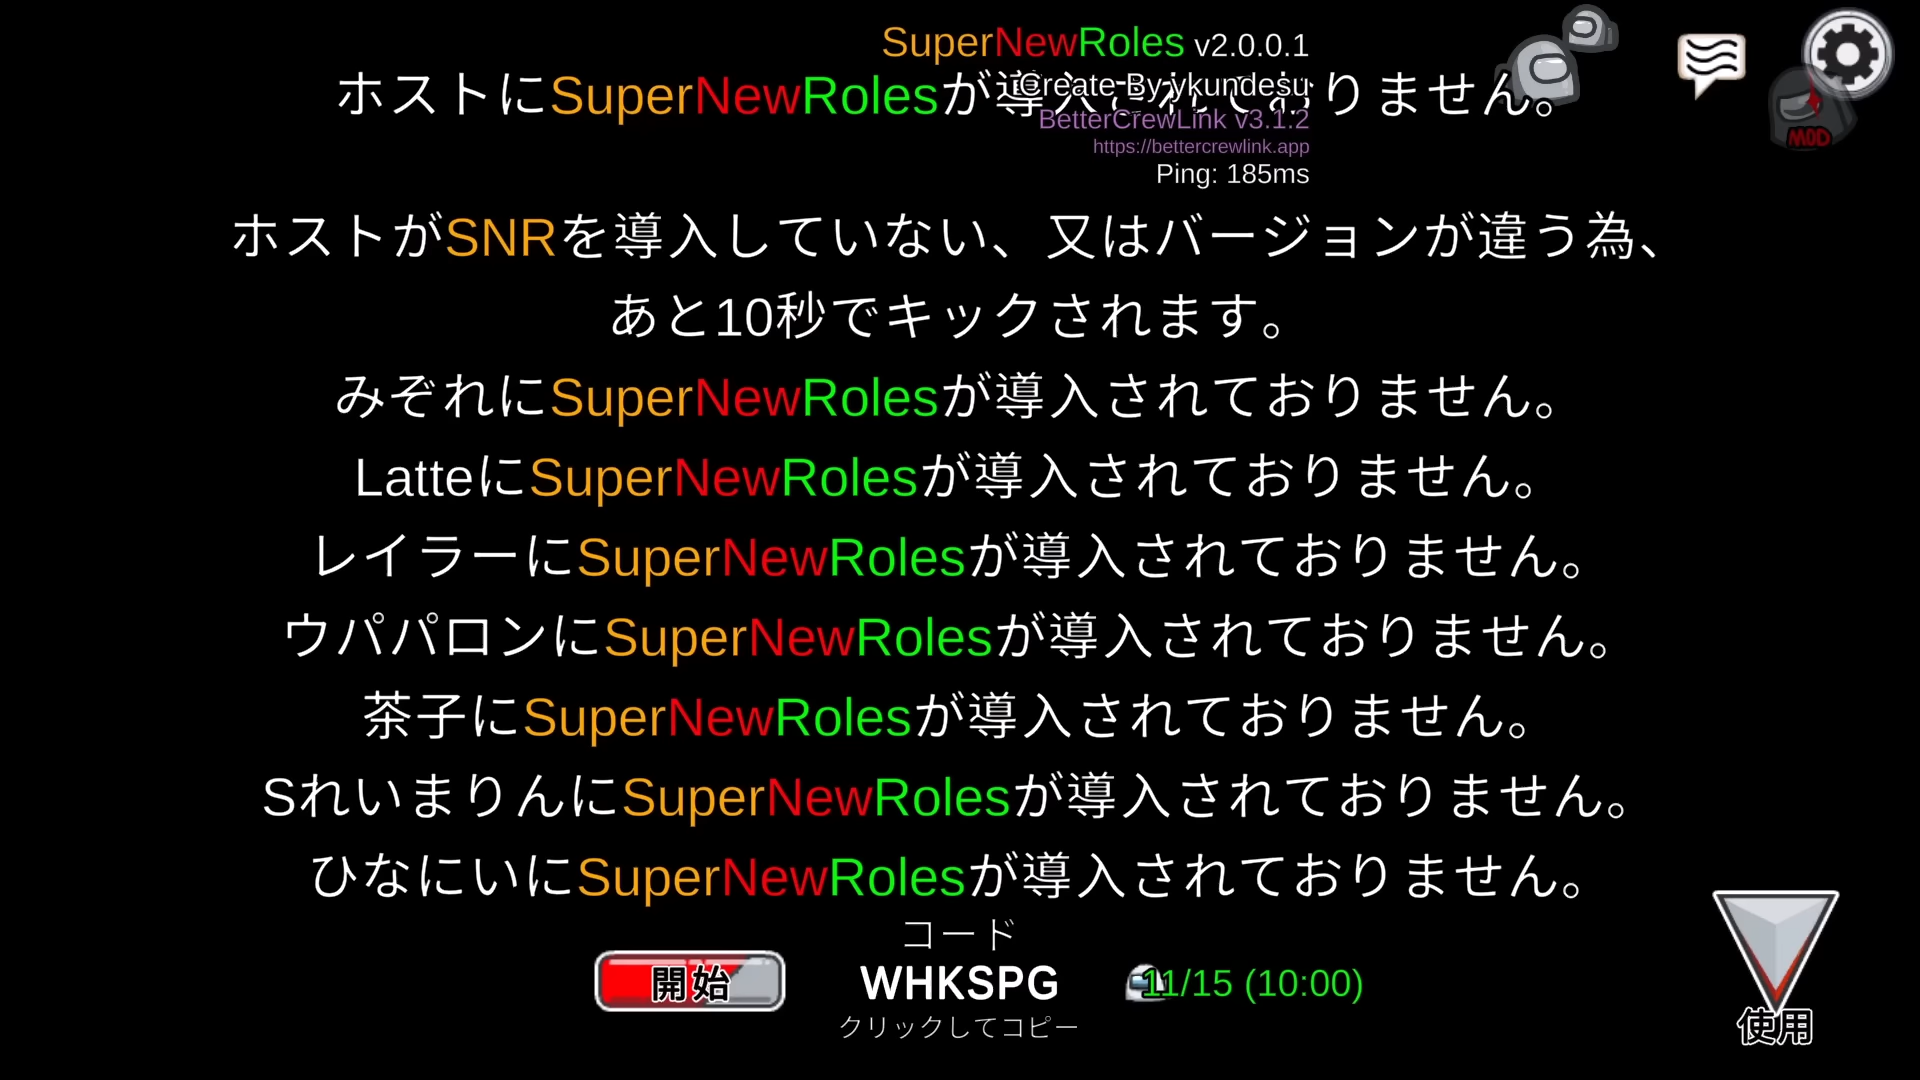 SuperNewRoles v2.0.0.1
ホストにSuperNewRolesが導入されておりません。
Create By ykundesu
BetterCrewLink v3.1.2
https://bettercrewlink.app
Ping: 185ms
MOD
ホストがSNRを導入していない、又はバージョンが違う為、
あと10秒でキックされます。
みぞれにSuperNewRolesが導入されておりません。
LatteにSuperNewRolesが導入されておりません。
レイラーにSuperNewRolesが導入されておりません。
ウパパロンにSuperNewRolesが導入されておりません。
茶子にSuperNewRolesが導入されておりません。
SれいまりんにSuperNewRolesが導入されておりません。
ひなにいにSuperNewRolesが導入されておりません。
コード
開始
WHKSPG
11/15 (10:00)
クリックしてコピー
使用